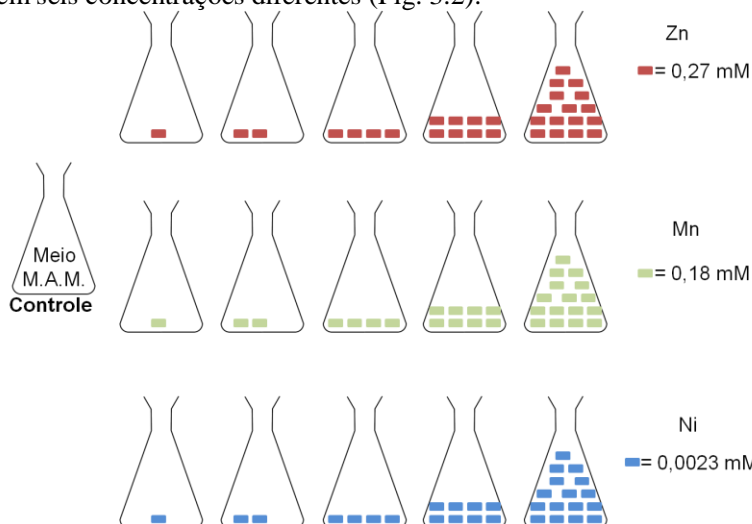 em seis concentrações diferentes (Fig. 3.2).
Zn
= 0,27 mM
Meio
M.A.M.
Controle
Mn
= 0,18 mM
Ni
= 0,0023 mM